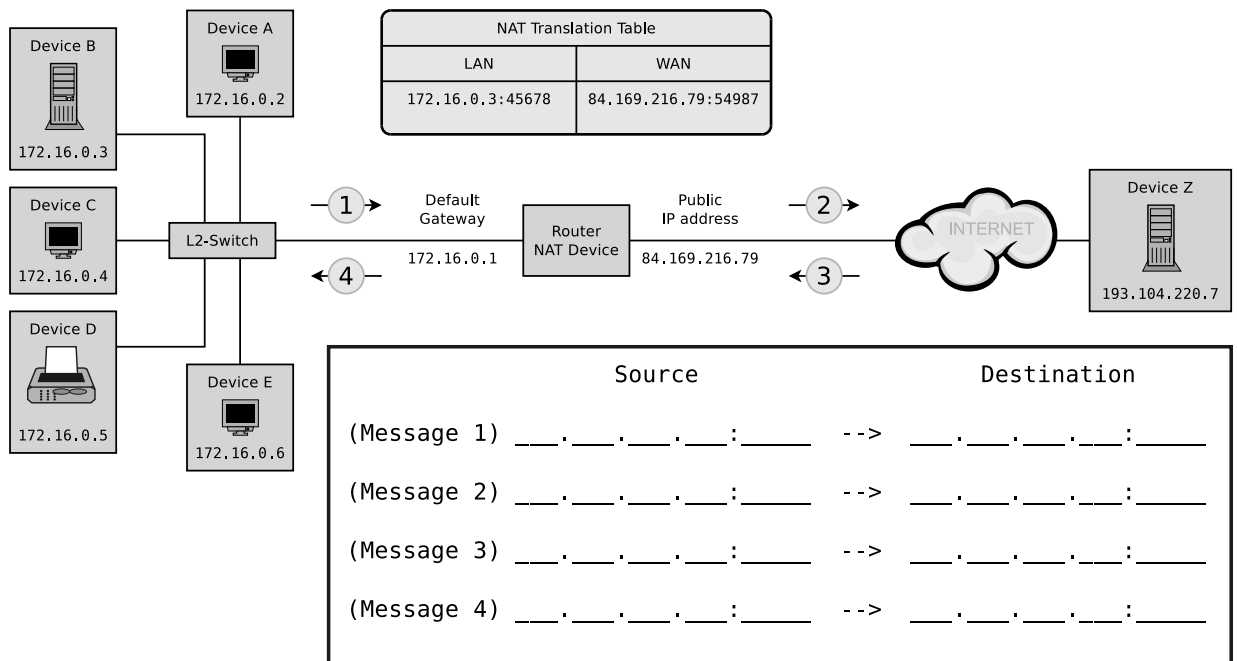 Device A
172.16.0.2
Device B
172.16.0.3
Device C
172.16.0.4
Device D
172.16.0.5
Device E
172.16.0.6
L2-Switch
NAT Translation Table
LAN WAN
172.16.0.3:45678 84.169.216.79:54987
1
4
Default
Gateway
172.16.0.1
Router
NAT Device
Public
IP address
84.169.216.79
2
3
INTERNET
Device Z
193.104.220.7
Source Destination
(Message 1) ___.___.___.___:_____ --> ___.___.___.___:_____
(Message 2) ___.___.___.___:_____ --> ___.___.___.___:_____
(Message 3) ___.___.___.___:_____ --> ___.___.___.___:_____
(Message 4) ___.___.___.___:_____ --> ___.___.___.___:_____